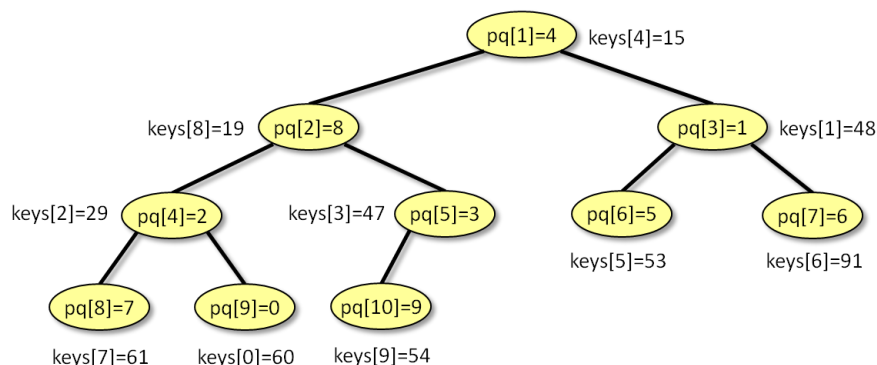 pq[1]=4
keys[4]=15
keys[8]=19
pq[2]=8
pq[3]=1
keys[1]=48
keys[2]=29
pq[4]=2
keys[3]=47
pq[5]=3
pq[6]=5
pq[7]=6
keys[5]=53
keys[6]=91
pq[8]=7
pq[9]=0
pq[10]=9
keys[7]=61
keys[0]=60
keys[9]=54